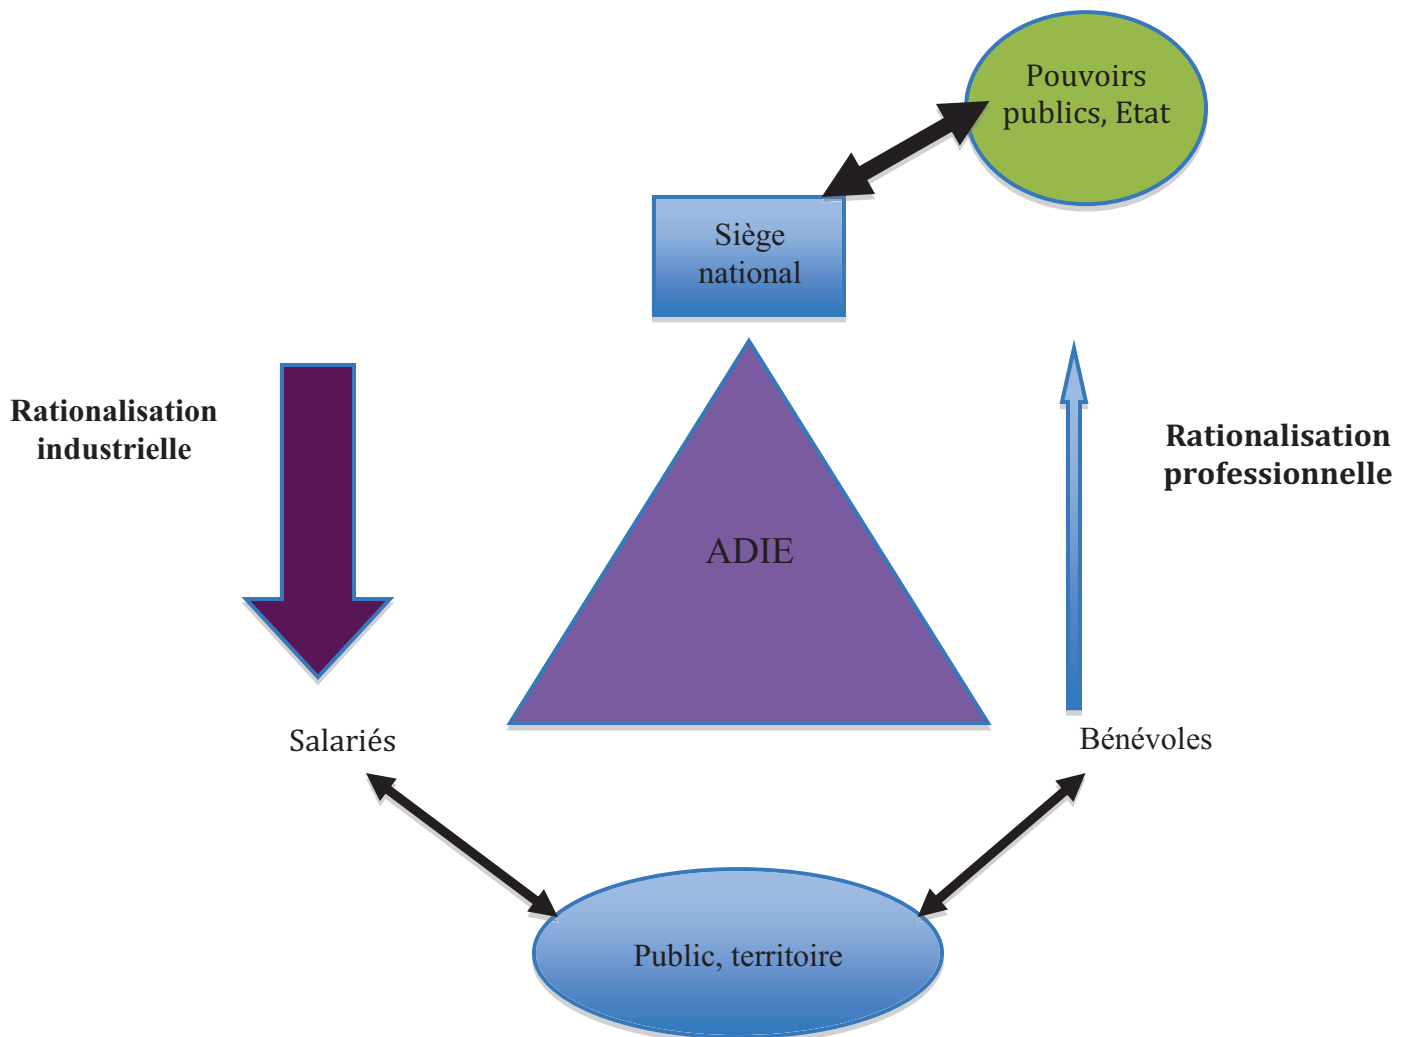 Pouvoirs
publics, Etat
Siège
national
Rationalisation
industrielle
Rationalisation
professionnelle
ADIE
Salariés
Bénévoles
Public, territoire